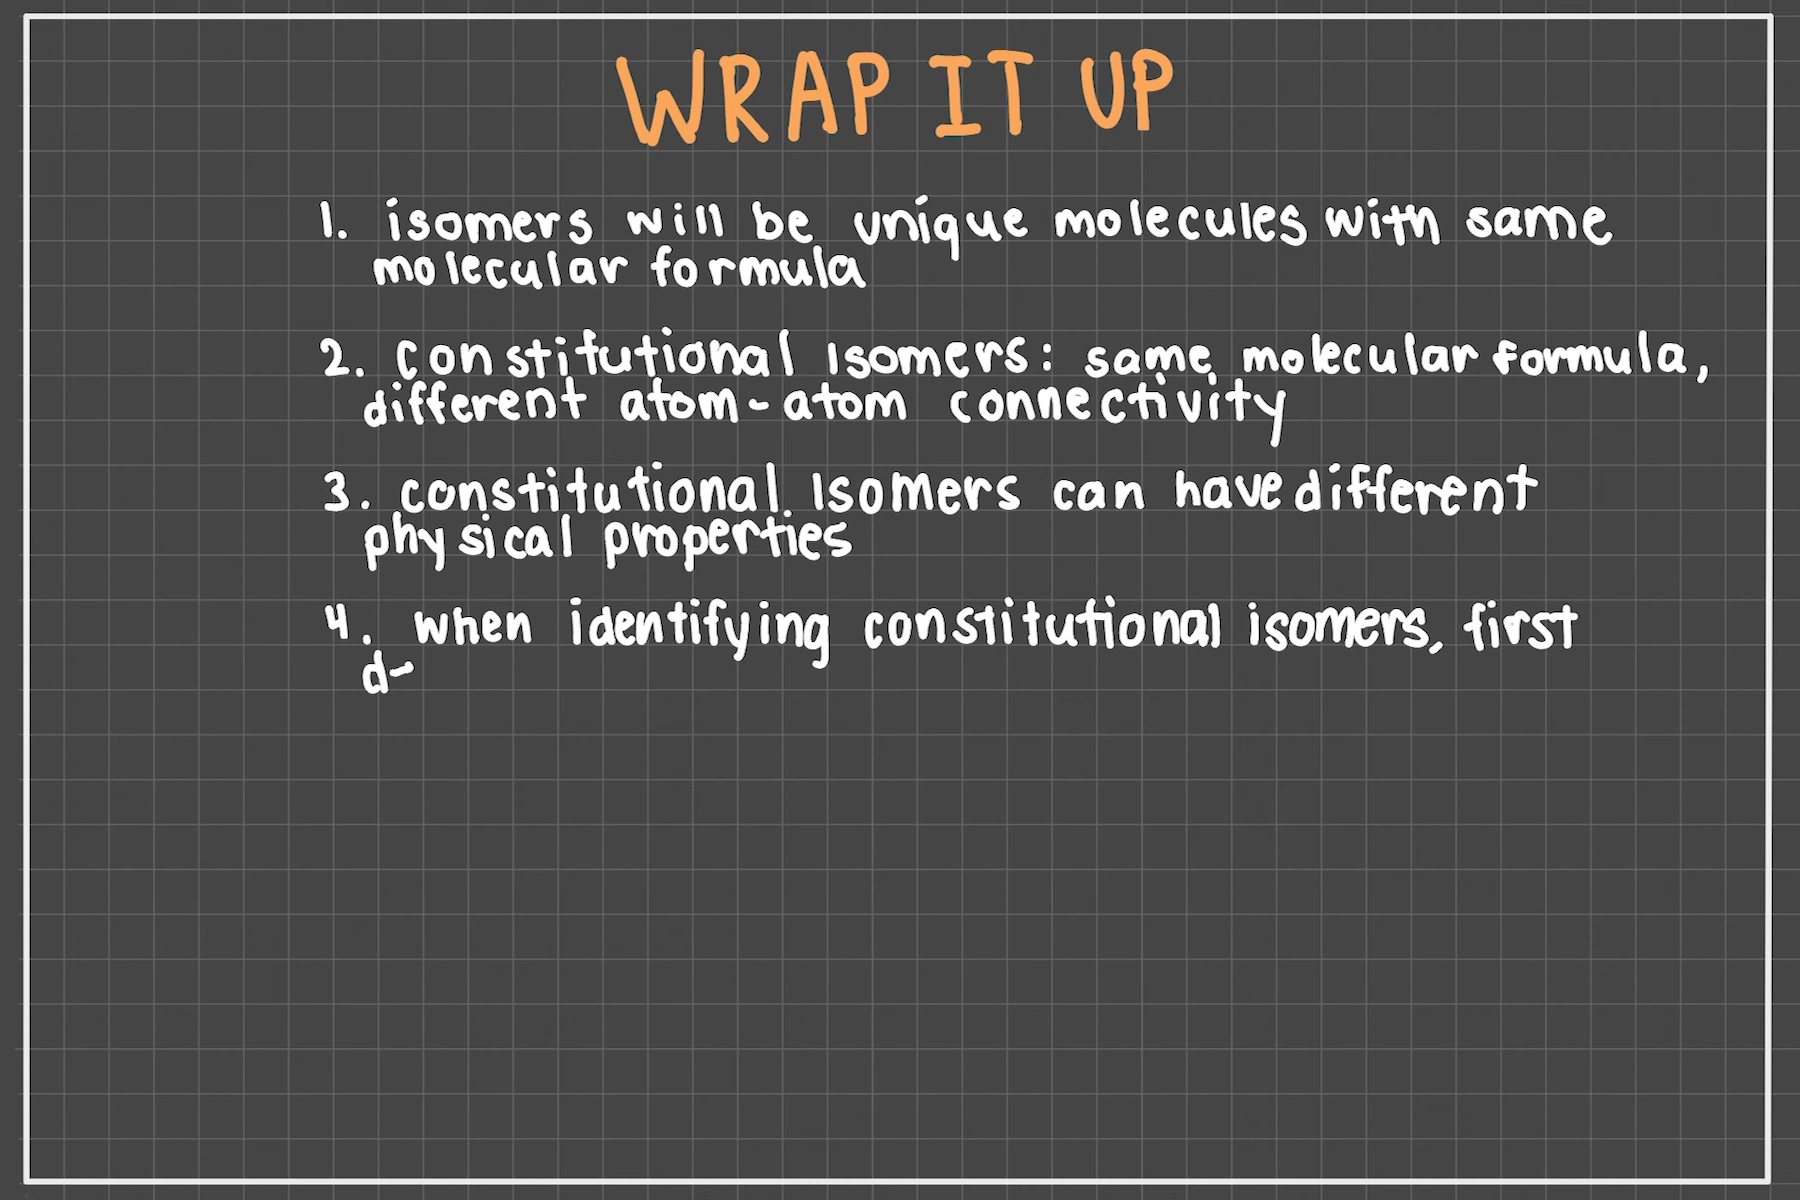 WRAP IT UP
1. isomers will be unique molecules with same
molecular formula
2. constitutional Isomers: same molecular formula,
different atom-atom connectivity
3. constitutional Isomers can have different
physical properties
4. when identifying constitutional isomers, first
d-